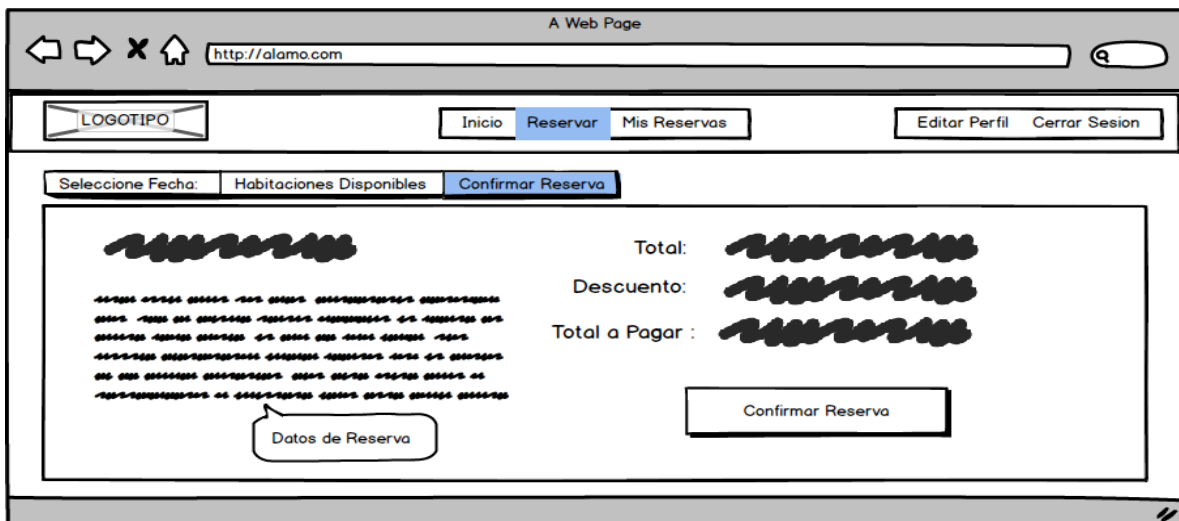 A Web Page
http://alamo.com
LOGOTIPO Inicio Reservar Mis Reservas Editar Perfil Cerrar Sesion
Seleccione Fecha: Habitaciones Disponibles Confirmar Reserva
Total:
Descuento:
Total a Pagar :
Confirmar Reserva
Datos de Reserva